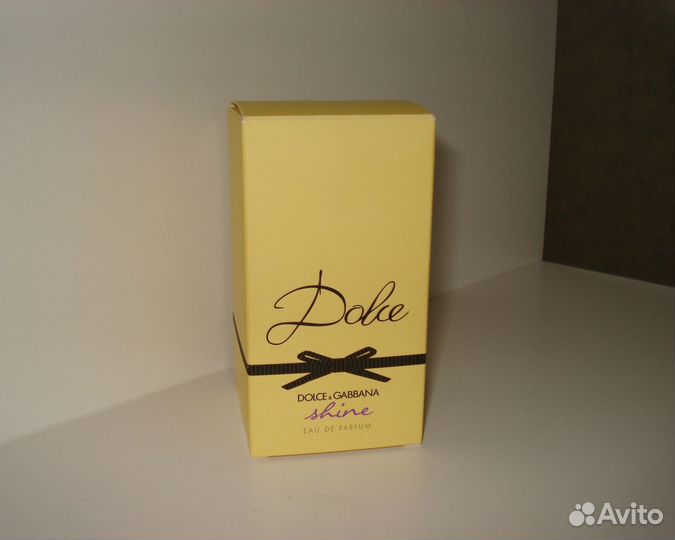 Dolce
DOLCE & GABBANA
shine
EAU DE PARFUM
Avito